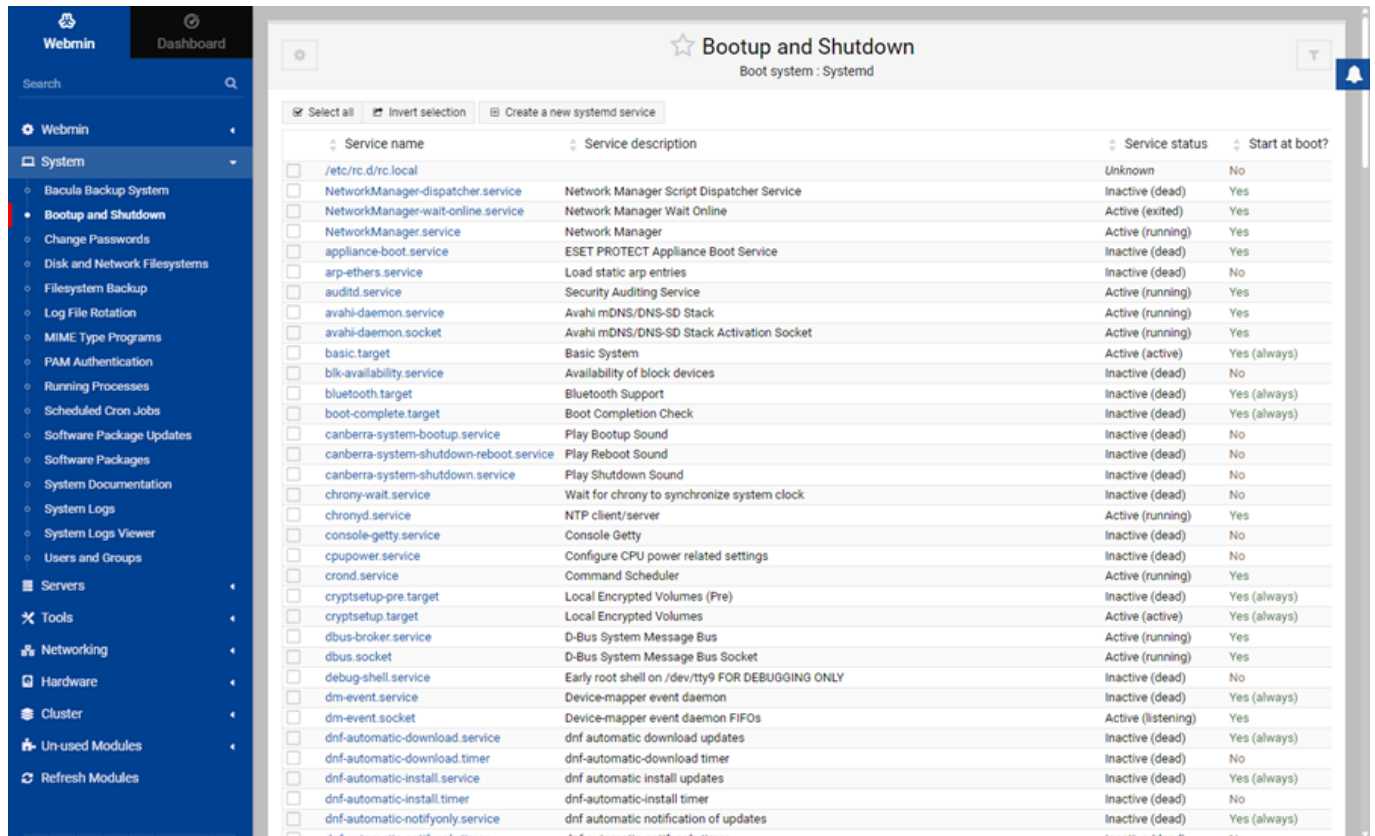 Webmin
Dashboard
Search
Webmin
System
Bacula Backup System
Bootup and Shutdown
Change Passwords
Disk and Network Filesystems
Filesystem Backup
Log File Rotation
MIME Type Programs
PAM Authentication
Running Processes
Scheduled Cron Jobs
Software Package Updates
Software Packages
System Documentation
System Logs
System Logs Viewer
Users and Groups
Servers
Tools
Networking
Hardware
Cluster
Un-used Modules
Refresh Modules
Bootup and Shutdown
Boot system : Systemd
Select all Invert selection Create a new systemd service
Service name Service description Service status Start at boot?
/etc/rc.d/rc.local Unknown No
NetworkManager-dispatcher.service Network Manager Script Dispatcher Service Inactive (dead) Yes
NetworkManager-wait-online.service Network Manager Wait Online Active (exited) Yes
NetworkManager.service Network Manager Active (running) Yes
appliance-boot.service ESET PROTECT Appliance Boot Service Inactive (dead) Yes
arp-ethers.service Load static arp entries Inactive (dead) No
auditd.service Security Auditing Service Active (running) Yes
avahi-daemon.service Avahi mDNS/DNS-SD Stack Active (running) Yes
avahi-daemon.socket Avahi mDNS/DNS-SD Stack Activation Socket Active (running) Yes
basic.target Basic System Active (active) Yes (always)
blk-availability.service Availability of block devices Inactive (dead) No
bluetooth.target Bluetooth Support Inactive (dead) Yes (always)
boot-complete.target Boot Completion Check Inactive (dead) Yes (always)
canberra-system-bootup.service Play Bootup Sound Inactive (dead) No
canberra-system-shutdown-reboot.service Play Reboot Sound Inactive (dead) No
canberra-system-shutdown.service Play Shutdown Sound Inactive (dead) No
chrony-wait.service Wait for chrony to synchronize system clock Inactive (dead) No
chronyd.service NTP client/server Active (running) Yes
console-getty.service Console Getty Inactive (dead) No
cpupower.service Configure CPU power related settings Inactive (dead) No
crond.service Command Scheduler Active (running) Yes
cryptsetup-pre.target Local Encrypted Volumes (Pre) Inactive (dead) Yes (always)
cryptsetup.target Local Encrypted Volumes Active (active) Yes (always)
dbus-broker.service D-Bus System Message Bus Active (running) Yes
dbus.socket D-Bus System Message Bus Socket Active (running) Yes
debug-shell.service Early root shell on /dev/tty9 FOR DEBUGGING ONLY Inactive (dead) No
dm-event.service Device-mapper event daemon Inactive (dead) Yes (always)
dm-event.socket Device-mapper event daemon FIFOs Active (listening) Yes
dnf-automatic-download.service dnf automatic download updates Inactive (dead) Yes (always)
dnf-automatic-download.timer dnf-automatic-download timer Inactive (dead) No
dnf-automatic-install.service dnf automatic install updates Inactive (dead) Yes (always)
dnf-automatic-install.timer dnf-automatic-install timer Inactive (dead) No
dnf-automatic-notifyonly.service dnf automatic notification of updates Inactive (dead) Yes (always)